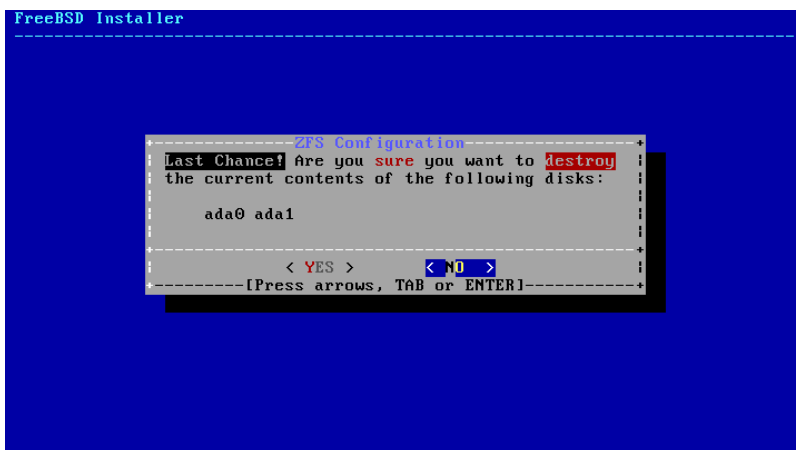 FreeBSD Installer
ZFS Configuration
Last Chance! Are you sure you want to destroy
the current contents of the following disks:
ada0 ada1
< YES > < NO >
[Press arrows, TAB or ENTER]